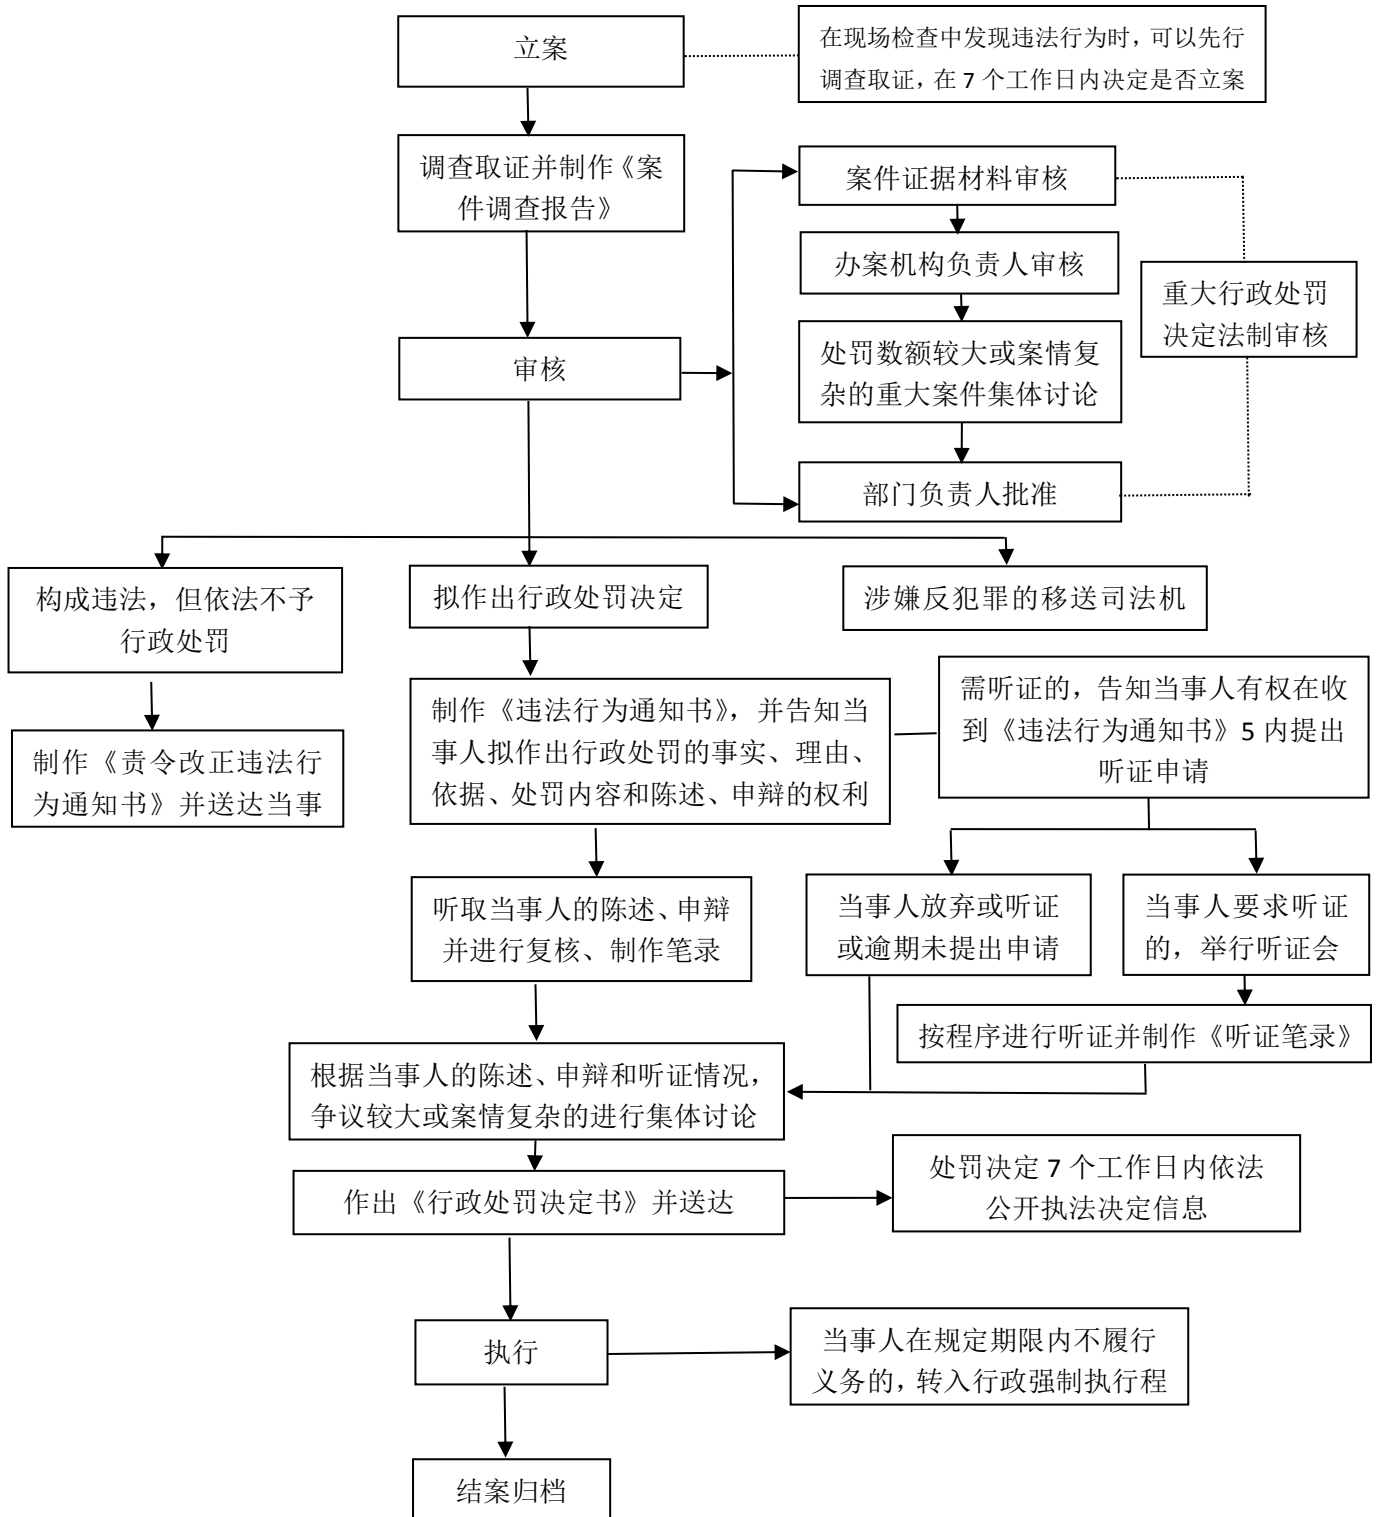 立案
在现场检查中发现违法行为时，可以先行
调查取证，在 7 个工作日内决定是否立案
调查取证并制作《案
件调查报告》
案件证据材料审核
办案机构负责人审核
重大行政处罚
决定法制审核
处罚数额较大或案情复
杂的重大案件集体讨论
审核
部门负责人批准
构成违法，但依法不予
行政处罚
拟作出行政处罚决定
涉嫌反犯罪的移送司法机
制作《责令改正违法行
为通知书》并送达当事
制作《违法行为通知书》，并告知当
事人拟作出行政处罚的事实、理由、
依据、处罚内容和陈述、申辩的权利
需听证的，告知当事人有权在收
到《违法行为通知书》5 内提出
听证申请
听取当事人的陈述、申辩
并进行复核、制作笔录
当事人放弃或听证
或逾期未提出申请
当事人要求听证
的，举行听证会
按程序进行听证并制作《听证笔录》
根据当事人的陈述、申辩和听证情况，
争议较大或案情复杂的进行集体讨论
作出《行政处罚决定书》并送达
处罚决定 7 个工作日内依法
公开执法决定信息
执行
当事人在规定期限内不履行
义务的，转入行政强制执行程
结案归档